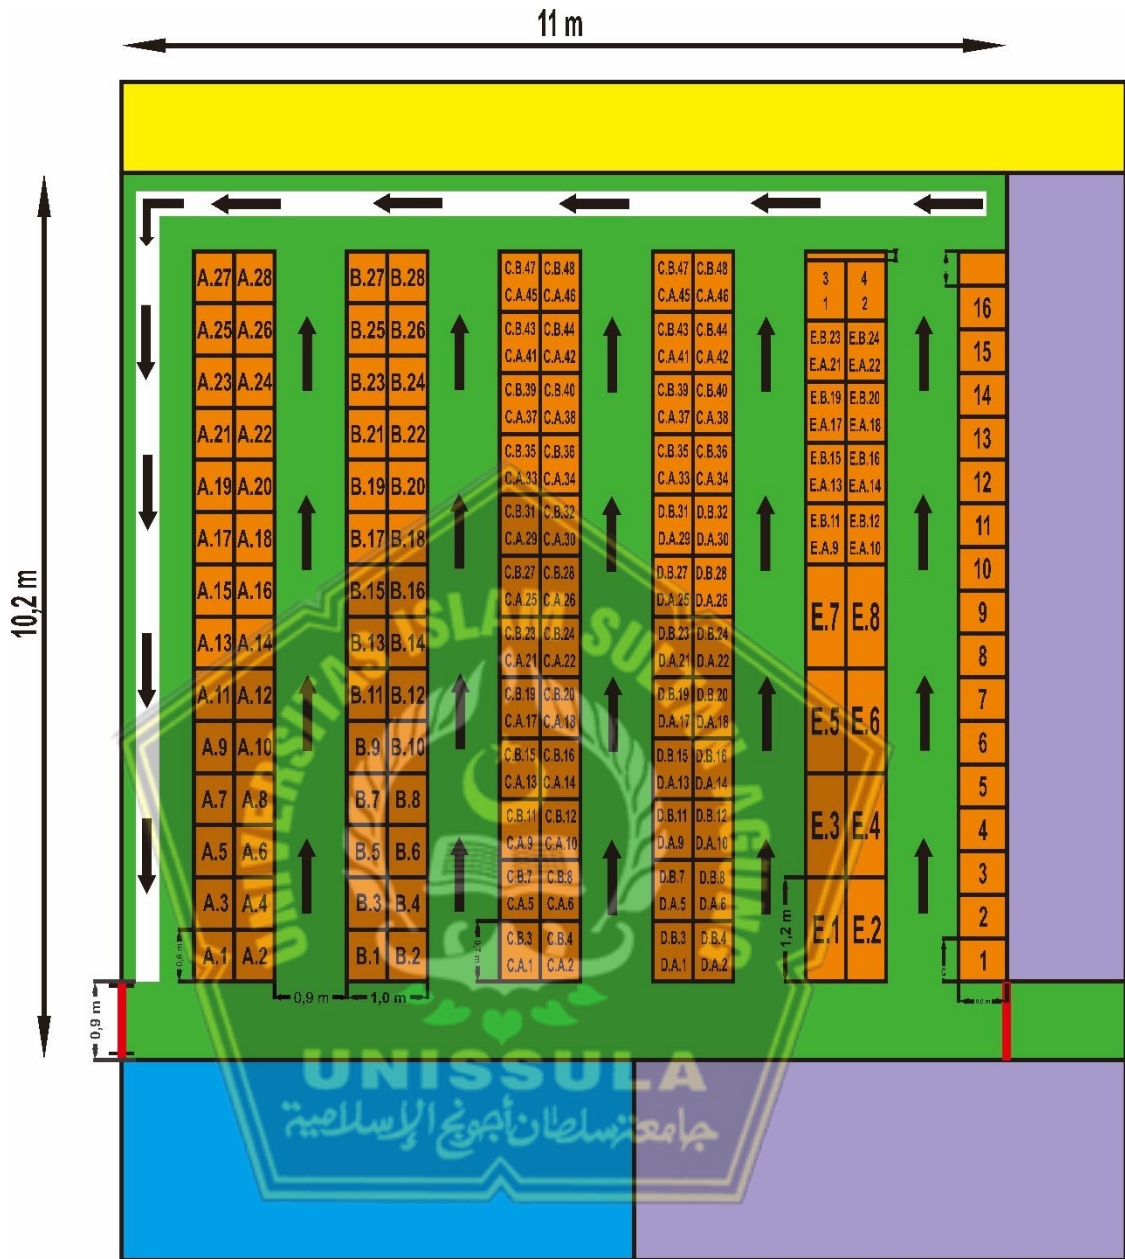 11 m
10,2 m
A.27 A.28
A.25 A.26
A.23 A.24
A.21 A.22
A.19 A.20
A.17 A.18
A.15 A.16
A.13 A.14
A.11 A.12
A.9 A.10
A.7 A.8
A.5 A.6
A.3 A.4
A.1 A.2
0,6 m
0,9 m
B.27 B.28
B.25 B.26
B.23 B.24
B.21 B.22
B.19 B.20
B.17 B.18
B.15 B.16
B.13 B.14
B.11 B.12
B.9 B.10
B.7 B.8
B.5 B.6
B.3 B.4
B.1 B.2
0,9 m
1,0 m
C.B.47 C.B.48
C.A.45 C.A.46
C.B.43 C.B.44
C.A.41 C.A.42
C.B.39 C.B.40
C.A.37 C.A.38
C.B.35 C.B.36
C.A.33 C.A.34
C.B.31 C.B.32
C.A.29 C.A.30
C.B.27 C.B.28
C.A.25 C.A.26
C.B.23 C.B.24
C.A.21 C.A.22
C.B.19 C.B.20
C.A.17 C.A.18
C.B.15 C.B.16
C.A.13 C.A.14
C.B.11 C.B.12
C.A.9 C.A.10
C.B.7 C.B.8
C.A.5 C.A.6
C.B.3 C.B.4
C.A.1 C.A.2
0,7 m
C.B.47 C.B.48
C.A.45 C.A.46
C.B.43 C.B.44
C.A.41 C.A.42
C.B.39 C.B.40
C.A.37 C.A.38
C.B.35 C.B.36
C.A.33 C.A.34
D.B.31 D.B.32
D.A.29 D.A.30
D.B.27 D.B.28
D.A.25 D.A.26
D.B.23 D.B.24
D.A.21 D.A.22
D.B.19 D.B.20
D.A.17 D.A.18
D.B.15 D.B.16
D.A.13 D.A.14
D.B.11 D.B.12
D.A.9 D.A.10
D.B.7 D.B.8
D.A.5 D.A.6
D.B.3 D.B.4
D.A.1 D.A.2
3 4
1 2
E.B.23 E.B.24
E.A.21 E.A.22
E.B.19 E.B.20
E.A.17 E.A.18
E.B.15 E.B.16
E.A.13 E.A.14
E.B.11 E.B.12
E.A.9 E.A.10
E.7 E.8
E.5 E.6
E.3 E.4
E.1 E.2
1,2 m
16
15
14
13
12
11
10
9
8
7
6
5
4
3
2
1
UNIVERSITAS ISLAM SULTAN AGUNG
UNISSULA
جامعة سلطان أجونج الإسلامية